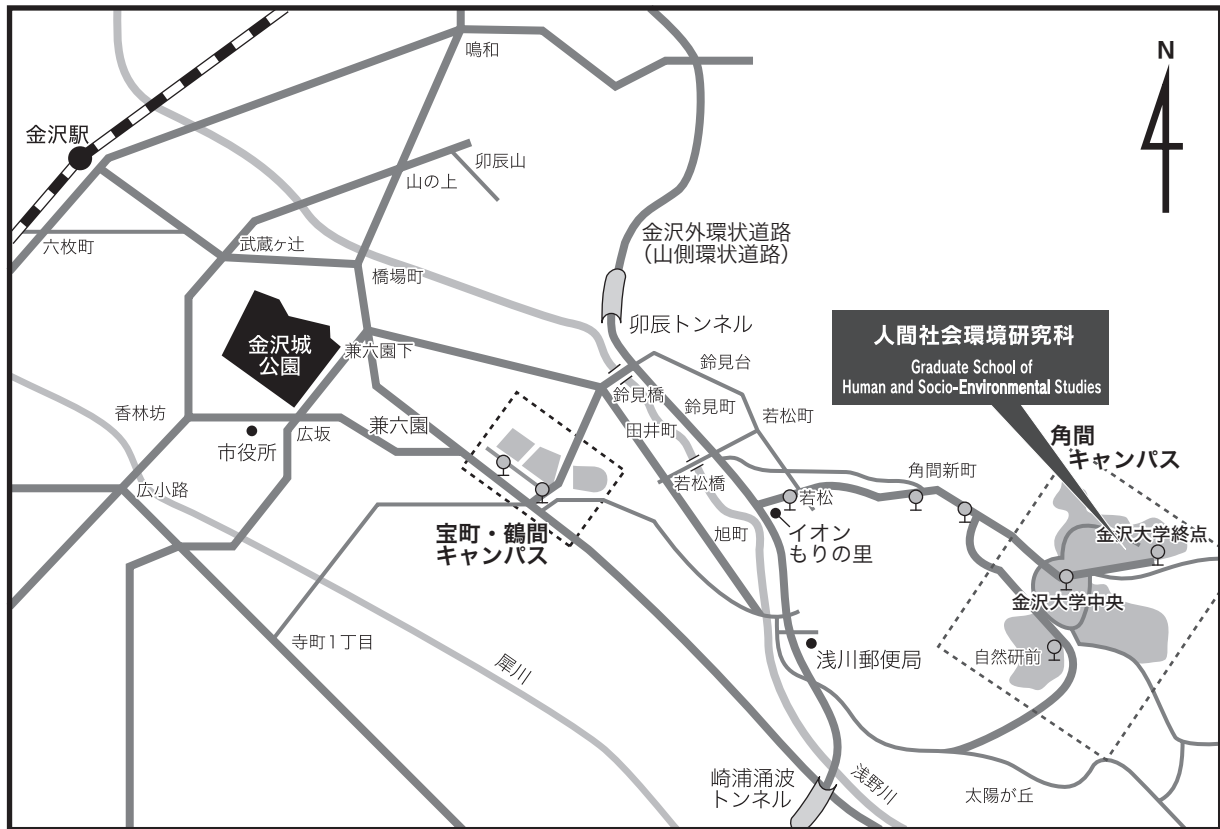 N
鳴和
金沢駅
卯辰山
山の上
六枚町
武蔵ヶ辻
金沢外環状道路
（山側環状道路）
橋場町
卯辰トンネル
人間社会環境研究科
Graduate School of
Human and Socio-Environmental Studies
金沢城
公園
兼六園下
鈴見台
鈴見橋
鈴見町
若松町
香林坊
市役所
広坂
兼六園
田井町
角間
キャンパス
広小路
若松橋
角間新町
若松
宝町・鶴間
キャンパス
旭町
イオン
もりの里
金沢大学終点
金沢大学中央
寺町1丁目
犀川
浅川郵便局
自然研前
崎浦涌波
トンネル
浅野川
太陽が丘